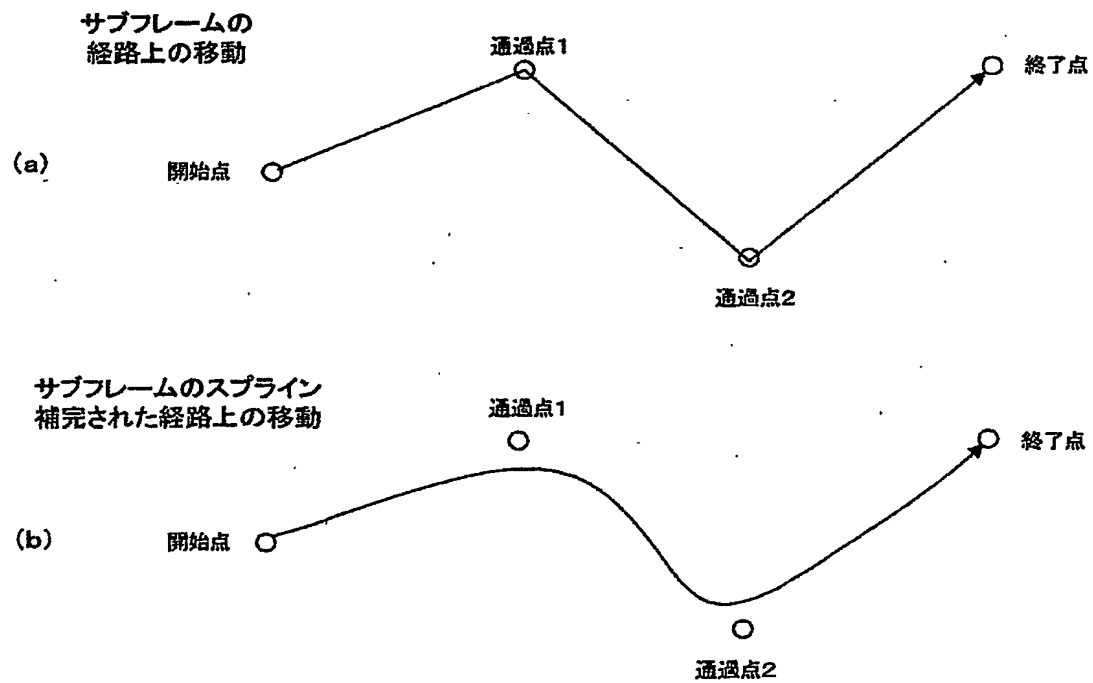 サブフレームの
経路上の移動
通過点1
終了点
(a)
開始点
通過点2
サブフレームのスプライン
補完された経路上の移動
通過点1
終了点
(b)
開始点
通過点2